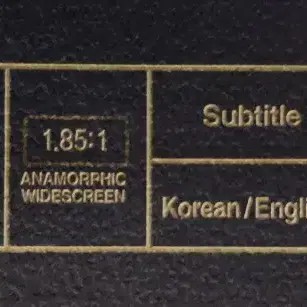 1.85:1
ANAMORPHIC
WIDESCREEN
Subtitle
Korean/Engli